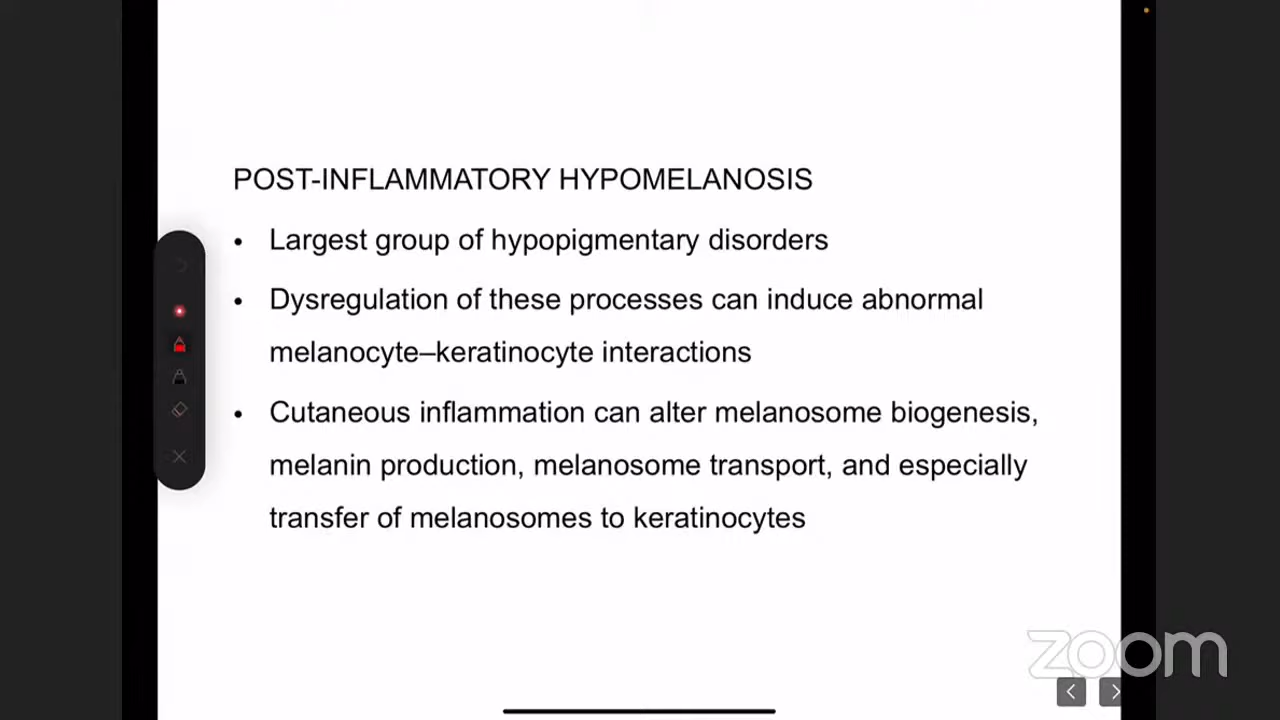 POST-INFLAMMATORY HYPOMELANOSIS
• Largest group of hypopigmentary disorders
• Dysregulation of these processes can induce abnormal
melanocyte–keratinocyte interactions
• Cutaneous inflammation can alter melanosome biogenesis,
melanin production, melanosome transport, and especially
transfer of melanosomes to keratinocytes
zoom